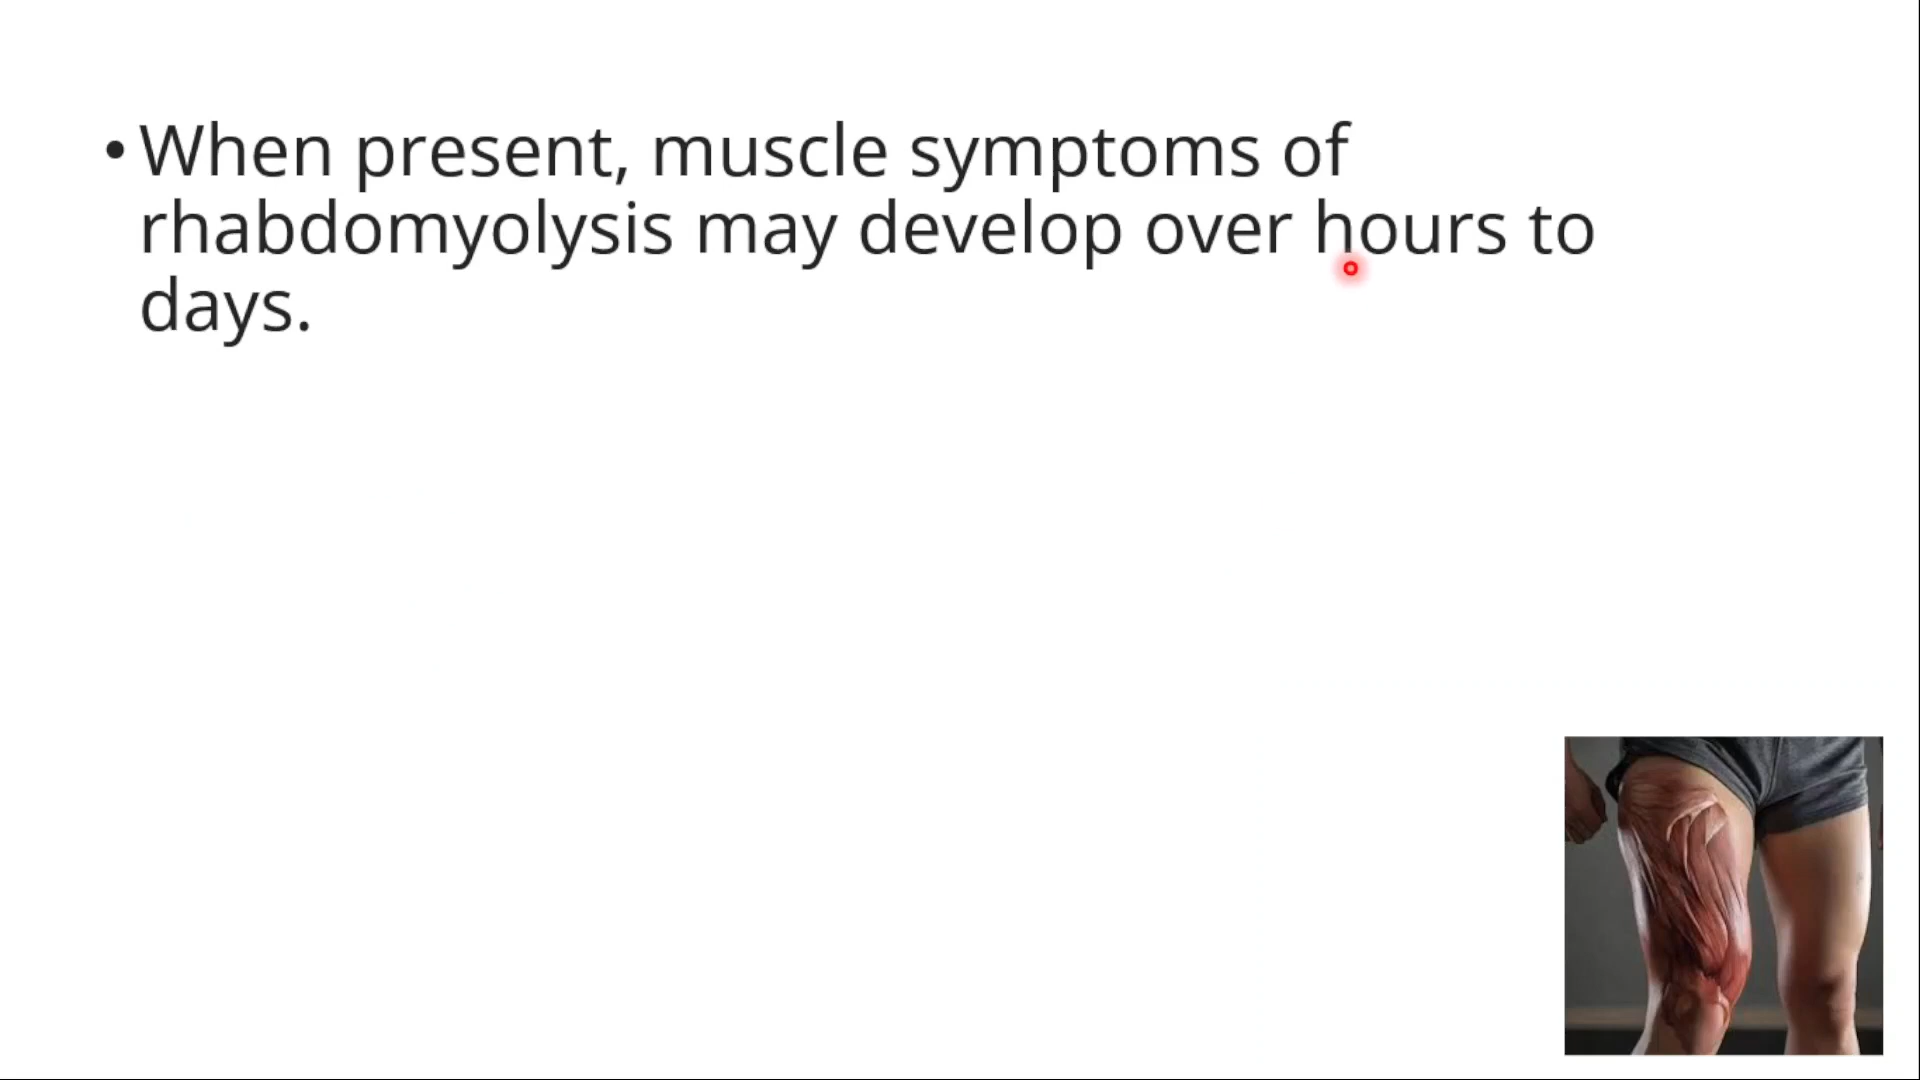 • When present, muscle symptoms of
rhabdomyolysis may develop over hours to
days.